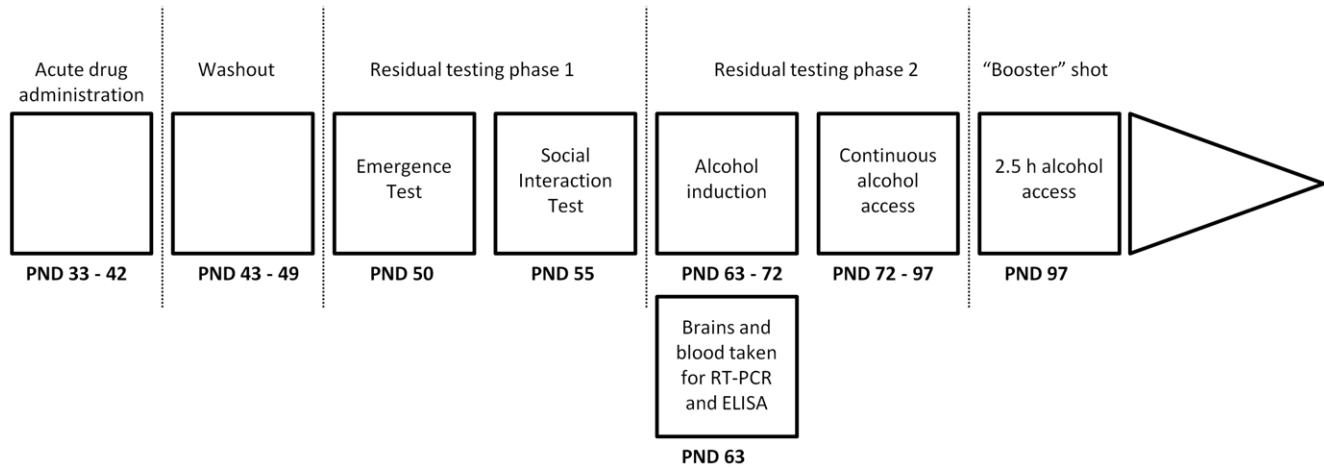 Acute drug
administration
Washout
Residual testing phase 1
Residual testing phase 2
“Booster” shot
Emergence
Test
Social
Interaction
Test
Alcohol
induction
Continuous
alcohol
access
2.5 h alcohol
access
PND 33 - 42
PND 43 - 49
PND 50
PND 55
PND 63 - 72
PND 72 - 97
PND 97
Brains and
blood taken
for RT-PCR
and ELISA
PND 63